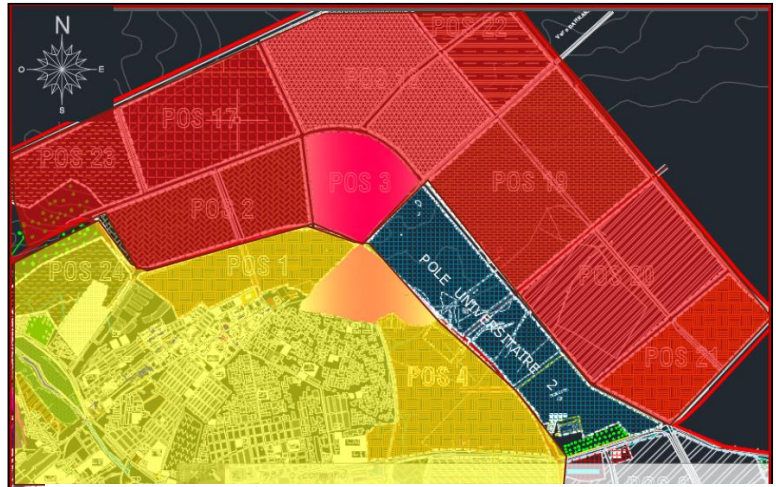 N
O
E
S
POS 22
POS 17
POS 23
POS 3
POS 19
POS 2
POS 24
POS 1
POS 20
POLE UNIVERSITAIRE 2
POS 21
POS 4